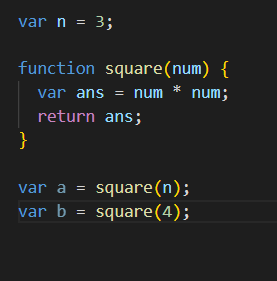 var n = 3;
function square(num) {
  var ans = num * num;
  return ans;
}
var a = square(n);
var b = square(4);